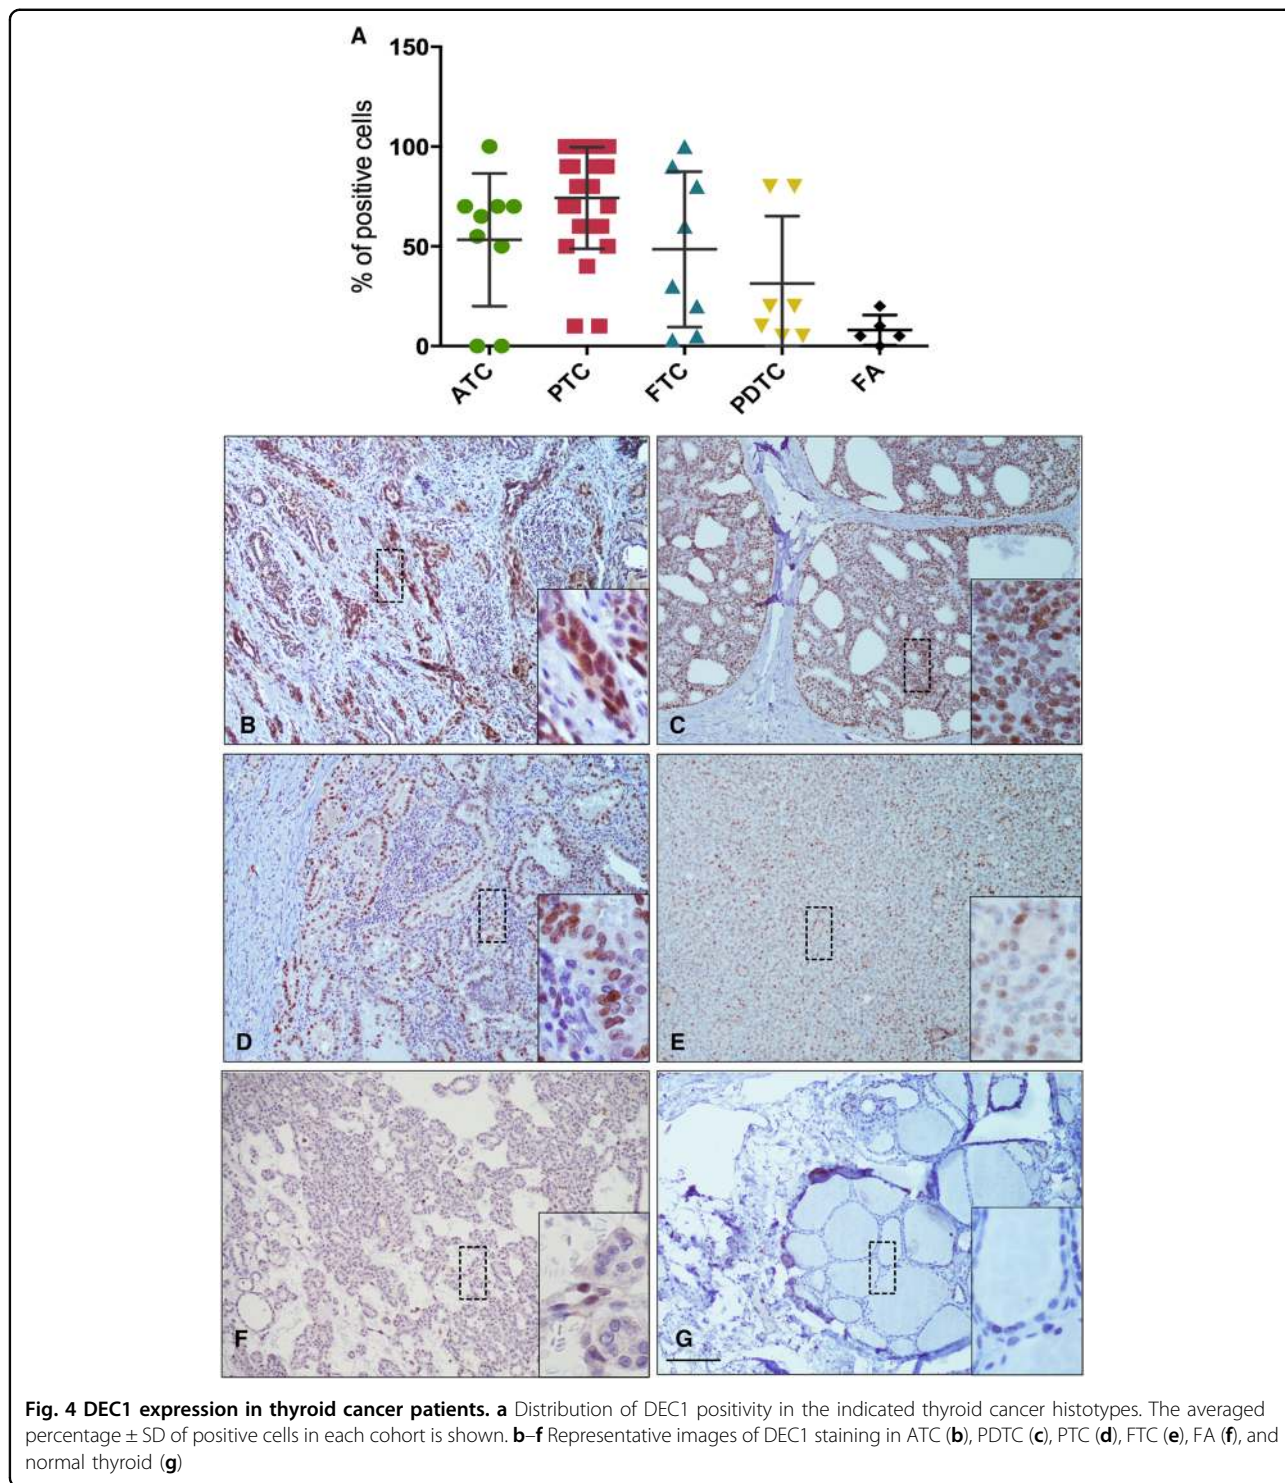 A
150
100
50
0
% of positive cells
ATC
PTC
FTC
PDTC
FA
B
C
D
E
F
G
Fig. 4 DEC1 expression in thyroid cancer patients. a Distribution of DEC1 positivity in the indicated thyroid cancer histotypes. The averaged
percentage ± SD of positive cells in each cohort is shown. b–f Representative images of DEC1 staining in ATC (b), PDTC (c), PTC (d), FTC (e), FA (f), and
normal thyroid (g)